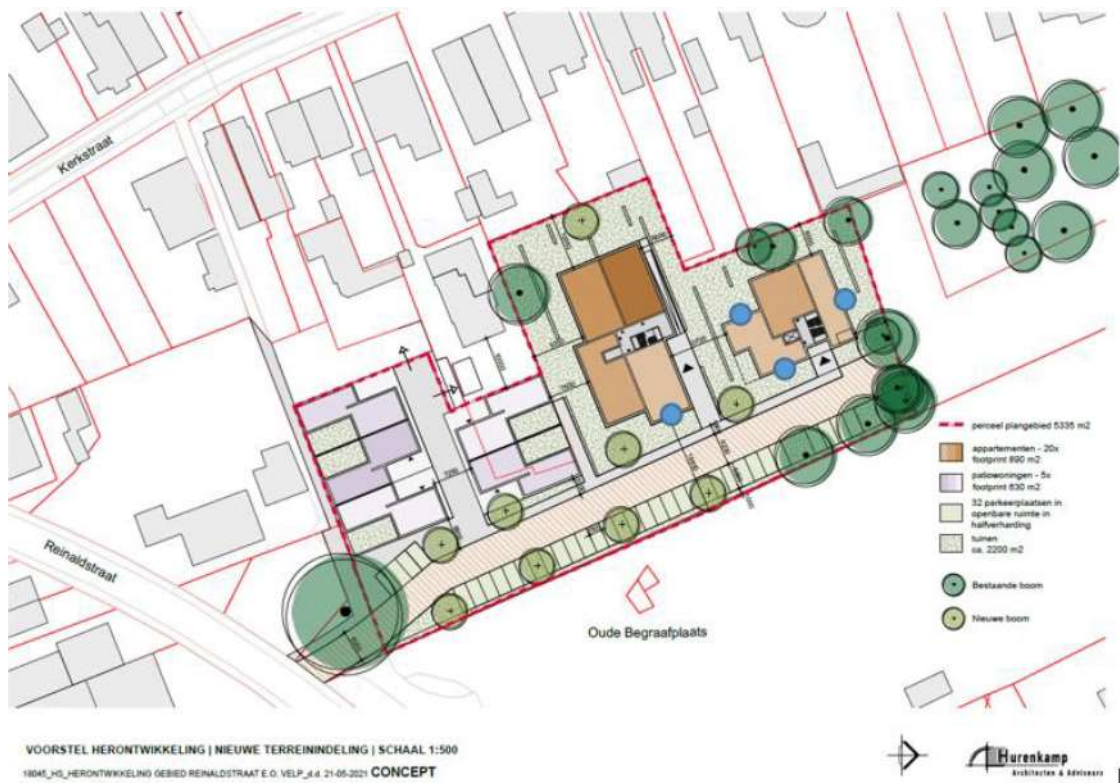 Kerkstraat
Reinaldstraat
Oude Begraafplaats
perceel plangebied 5335 m2
appartementen - 20x
footprint 890 m2
patiowoningen - 5x
footprint 830 m2
32 parkeerplaatsen in
openbare ruimte in
halfverharding
tuinen
ca. 2200 m2
Bestaande boom
Nieuwe boom
VOORSTEL HERONTWIKKELING | NIEUWE TERREININDELING | SCHAAL 1:500
18045_HS_HERONTWIKKELING GEBIED REINALDSTRAAT E.O. VELP_d.d. 21-05-2021 CONCEPT
Hurenkamp
Architecten & Adviseurs